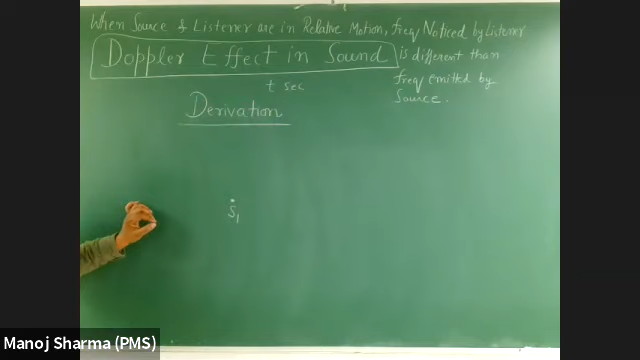 When Source & Listener are in Relative Motion, freq Noticed by Listener
Doppler Effect in Sound
is different than
freq emitted by
Source.
t sec
Derivation
S1
Manoj Sharma (PMS)